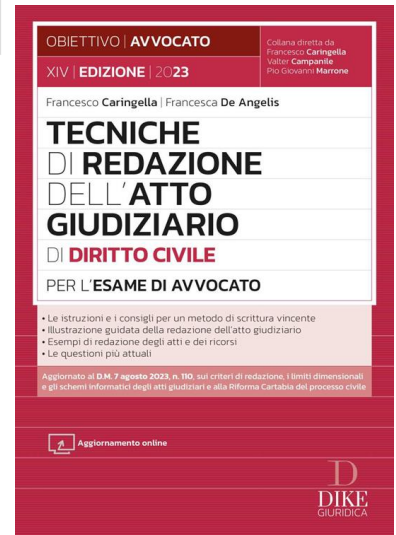 OBIETTIVO | AVVOCATO
Collana diretta da
Francesco Caringella
Valter Campanile
Pio Giovanni Marrone
XIV | EDIZIONE | 2023
Francesco Caringella | Francesca De Angelis
TECNICHE
DI REDAZIONE
DELL'ATTO
GIUDIZIARIO
DI DIRITTO CIVILE
PER L'ESAME DI AVVOCATO
• Le istruzioni e i consigli per un metodo di scrittura vincente
• Illustrazione guidata della redazione dell'atto giudiziario
• Esempi di redazione degli atti e dei ricorsi
• Le questioni più attuali
Aggiornato al D.M. 7 agosto 2023, n. 110, sui criteri di redazione, i limiti dimensionali
e gli schemi informatici degli atti giudiziari e alla Riforma Cartabia del processo civile
Aggiornamento online
D
DIKE
GIURIDICA